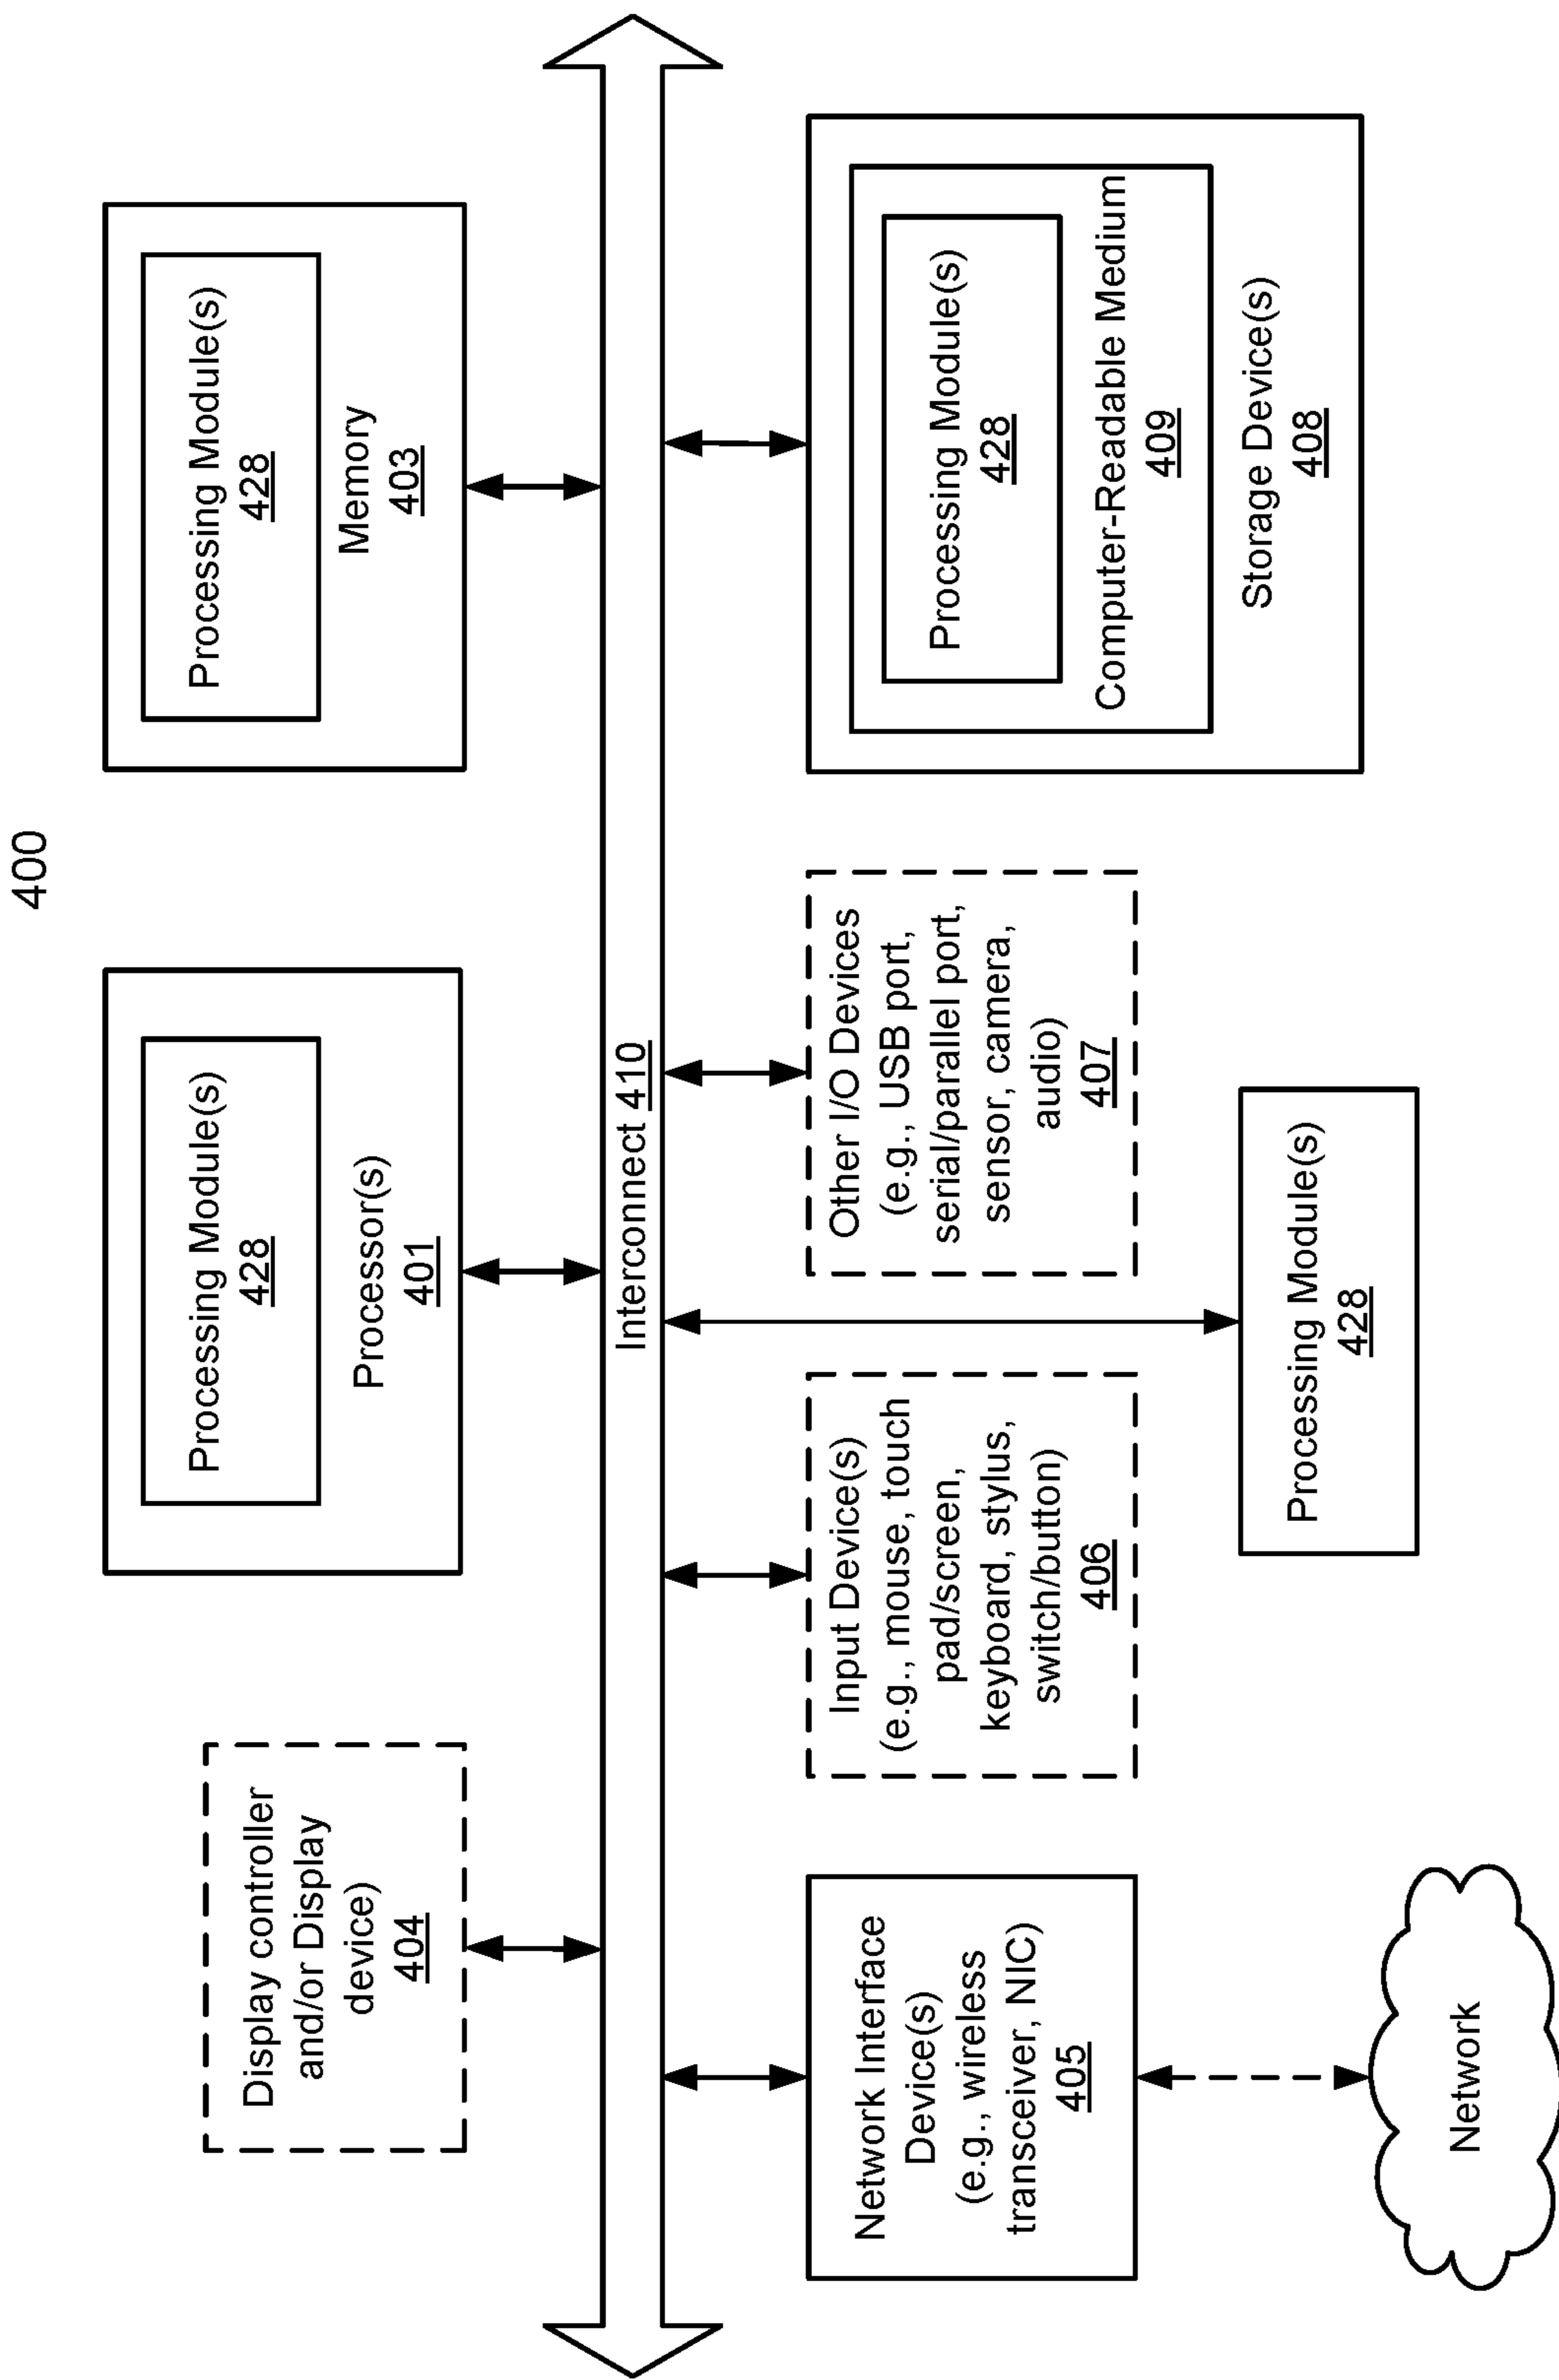 400
Display controller
and/or Display
device)
404
Processing Module(s)
428
Processor(s)
401
Processing Module(s)
428
Memory
403
Interconnect 410
Network Interface
Device(s)
(e.g., wireless
transceiver, NIC)
405
Input Device(s)
(e.g., mouse, touch
pad/screen,
keyboard, stylus,
switch/button)
406
Other I/O Devices
(e.g., USB port,
serial/parallel port,
sensor, camera,
audio)
407
Processing Module(s)
428
Computer-Readable Medium
409
Storage Device(s)
408
Processing Module(s)
428
Network